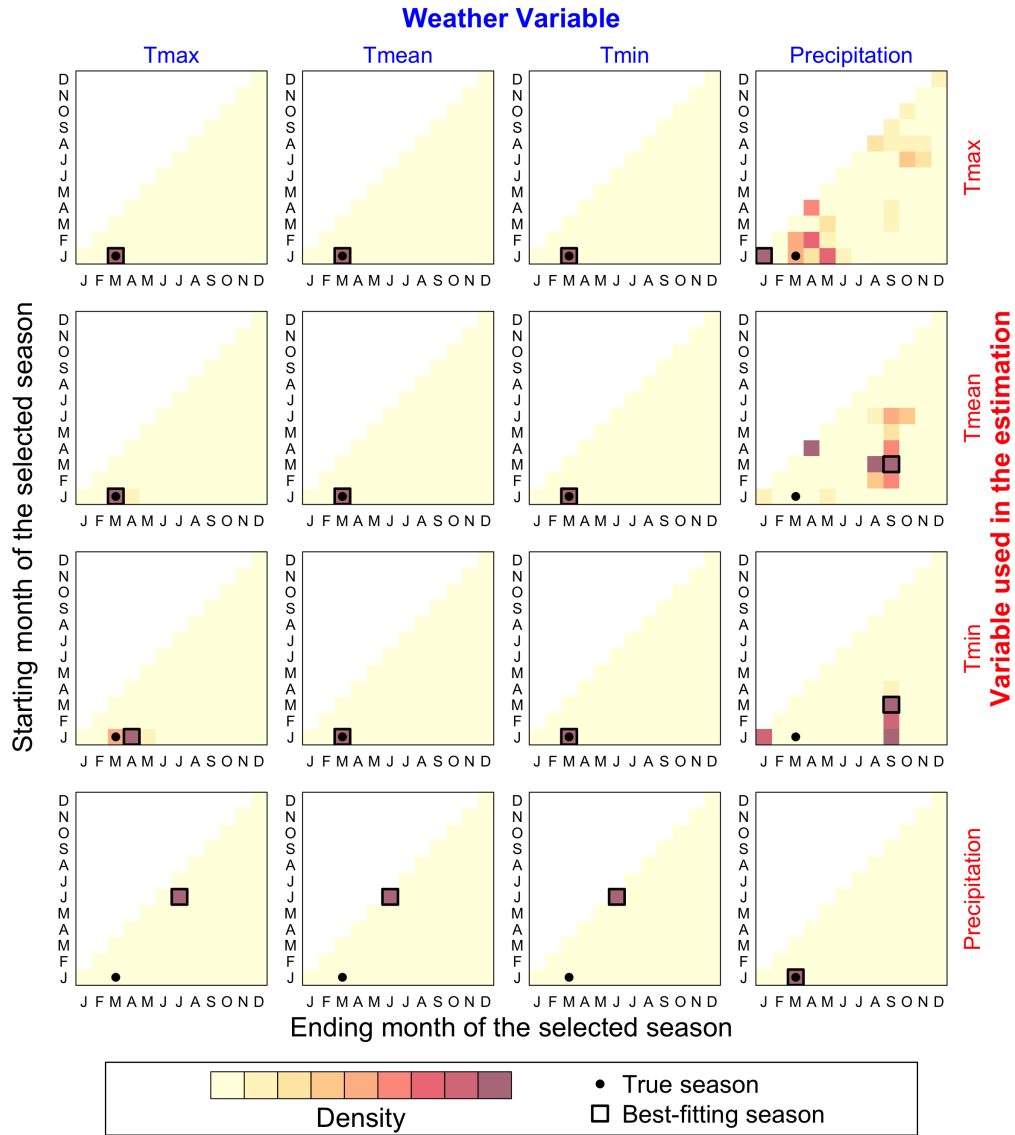 Weather Variable
Tmax Tmean Tmin Precipitation
D D D D
N N N N
O O O O
S S S S
A A A A
J J J J
J J J J
M M M M
A A A A
M M M M
F F F F
J J J J
J F M A M J J A S O N D J F M A M J J A S O N D J F M A M J J A S O N D J F M A M J J A S O N D
Tmax
D D D D
N N N N
O O O O
S S S S
A A A A
J J J J
J J J J
M M M M
A A A A
M M M M
F F F F
J J J J
J F M A M J J A S O N D J F M A M J J A S O N D J F M A M J J A S O N D J F M A M J J A S O N D
Tmean
D D D D
N N N N
O O O O
S S S S
A A A A
J J J J
J J J J
M M M M
A A A A
M M M M
F F F F
J J J J
J F M A M J J A S O N D J F M A M J J A S O N D J F M A M J J A S O N D J F M A M J J A S O N D
Tmin
D D D D
N N N N
O O O O
S S S S
A A A A
J J J J
J J J J
M M M M
A A A A
M M M M
F F F F
J J J J
J F M A M J J A S O N D J F M A M J J A S O N D J F M A M J J A S O N D J F M A M J J A S O N D
Precipitation
Starting month of the selected season
Variable used in the estimation
Ending month of the selected season
Density
True season
Best-fitting season